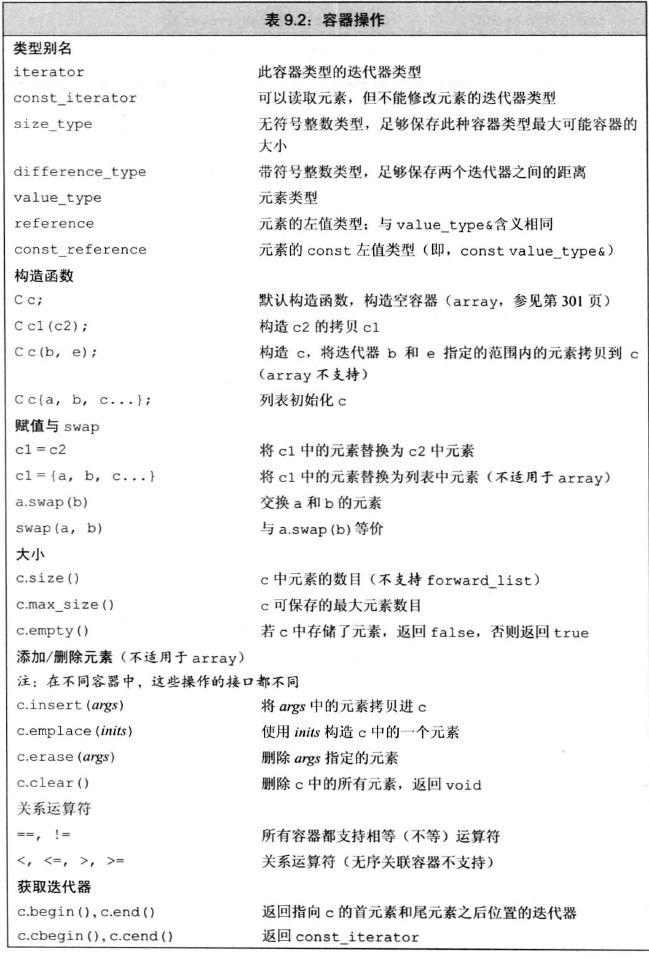 表 9.2：容器操作
类型别名
iterator 此容器类型的迭代器类型
const_iterator 可以读取元素，但不能修改元素的迭代器类型
size_type 无符号整数类型，足够保存此种容器类型最大可能容器的
大小
difference_type 带符号整数类型，足够保存两个迭代器之间的距离
value_type 元素类型
reference 元素的左值类型；与 value_type&含义相同
const_reference 元素的 const 左值类型（即，const value_type&）
构造函数
C c; 默认构造函数，构造空容器（array，参见第 301 页）
C c1(c2); 构造 c2 的拷贝 c1
C c(b, e); 构造 c，将迭代器 b 和 e 指定的范围内的元素拷贝到 c
（array 不支持）
C c{a, b, c...}; 列表初始化 c
赋值与 swap
c1 = c2 将 c1 中的元素替换为 c2 中元素
c1 = {a, b, c...} 将 c1 中的元素替换为列表中元素（不适用于 array）
a.swap(b) 交换 a 和 b 的元素
swap(a, b) 与 a.swap(b)等价
大小
c.size() c 中元素的数目（不支持 forward_list）
c.max_size() c 可保存的最大元素数目
c.empty() 若 c 中存储了元素，返回 false，否则返回 true
添加/删除元素（不适用于 array）
注：在不同容器中，这些操作的接口都不同
c.insert(args) 将 args 中的元素拷贝进 c
c.emplace(inits) 使用 inits 构造 c 中的一个元素
c.erase(args) 删除 args 指定的元素
c.clear() 删除 c 中的所有元素，返回 void
关系运算符
==, != 所有容器都支持相等（不等）运算符
<, <=, >, >= 关系运算符（无序关联容器不支持）
获取迭代器
c.begin(), c.end() 返回指向 c 的首元素和尾元素之后位置的迭代器
c.cbegin(), c.cend() 返回 const_iterator